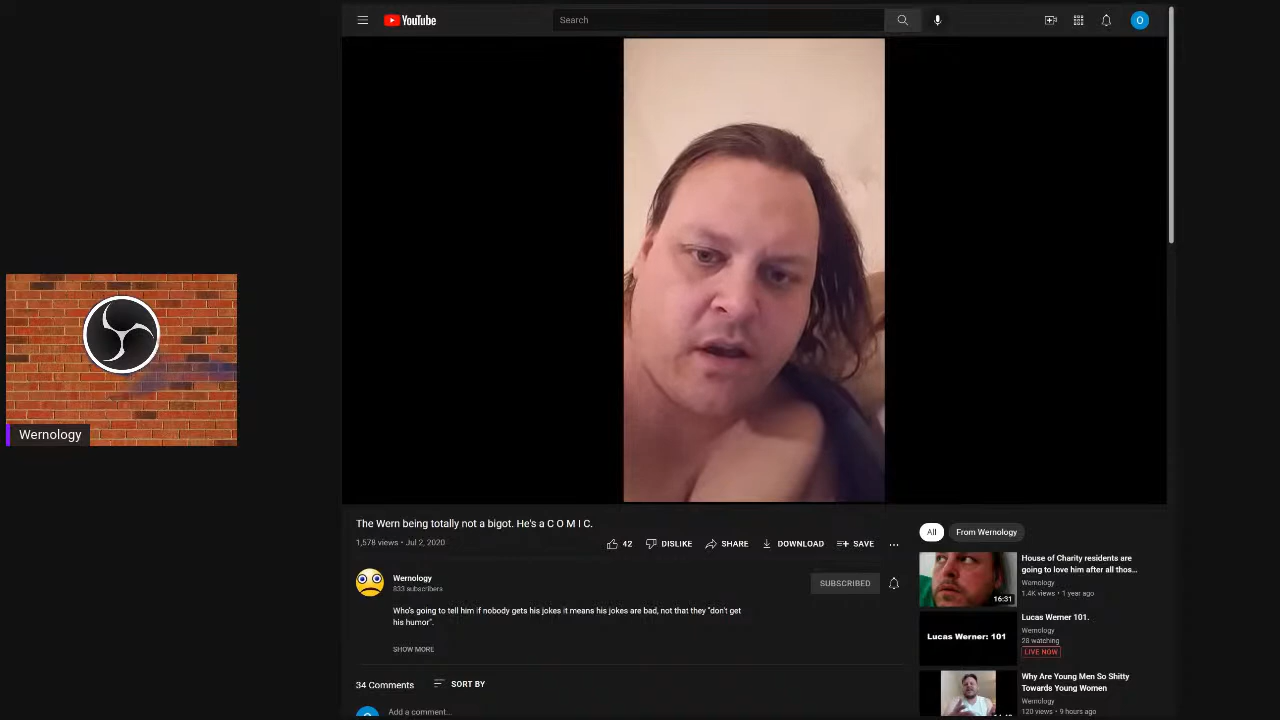 YouTube
Search
O
Wernology
The Wern being totally not a bigot. He's a C O M I C.
1,578 views • Jul 2, 2020
42
DISLIKE
SHARE
DOWNLOAD
SAVE
Wernology
833 subscribers
SUBSCRIBED
Who's going to tell him if nobody gets his jokes it means his jokes are bad, not that they "don't get
his humor".
SHOW MORE
34 Comments
SORT BY
Add a comment...
All
From Wernology
House of Charity residents are
going to love him after all thos...
Wernology
1.4K views • 1 year ago
16:31
Lucas Werner: 101
Lucas Werner 101.
Wernology
28 watching
LIVE NOW
Why Are Young Men So Shitty
Towards Young Women
Wernology
120 views • 9 hours ago